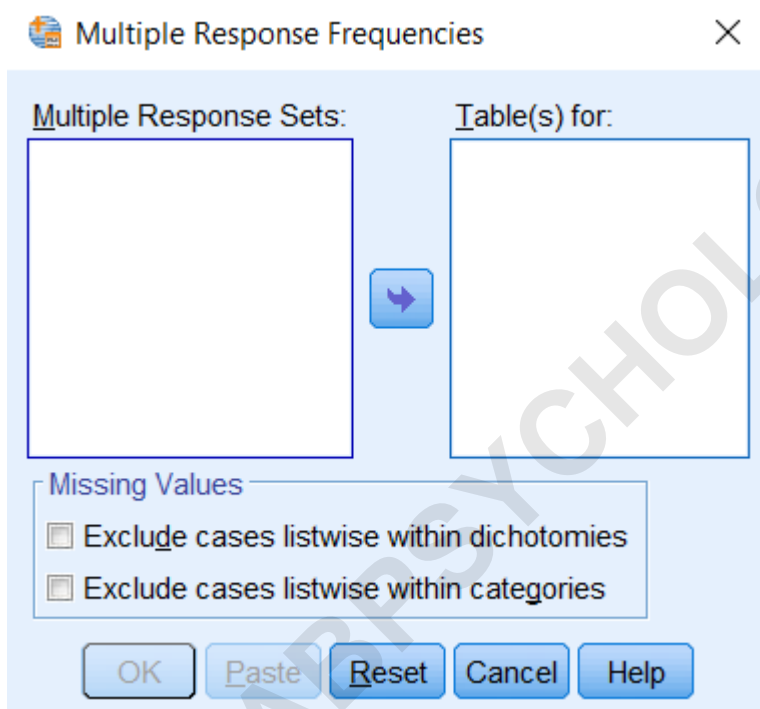 Multiple Response Frequencies
Multiple Response Sets:
Table(s) for:
Missing Values
Exclude cases listwise within dichotomies
Exclude cases listwise within categories
OK Paste Reset Cancel Help
ABPSYCHOLO